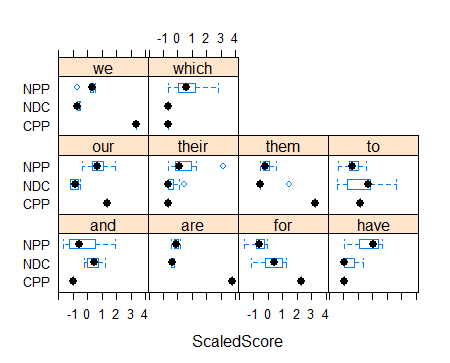 -1 0 1 2 3 4
we which
NPP
NDC
CPP
our their them to
NPP
NDC
CPP
and are for have
NPP
NDC
CPP
-1 0 1 2 3 4 -1 0 1 2 3 4
ScaledScore